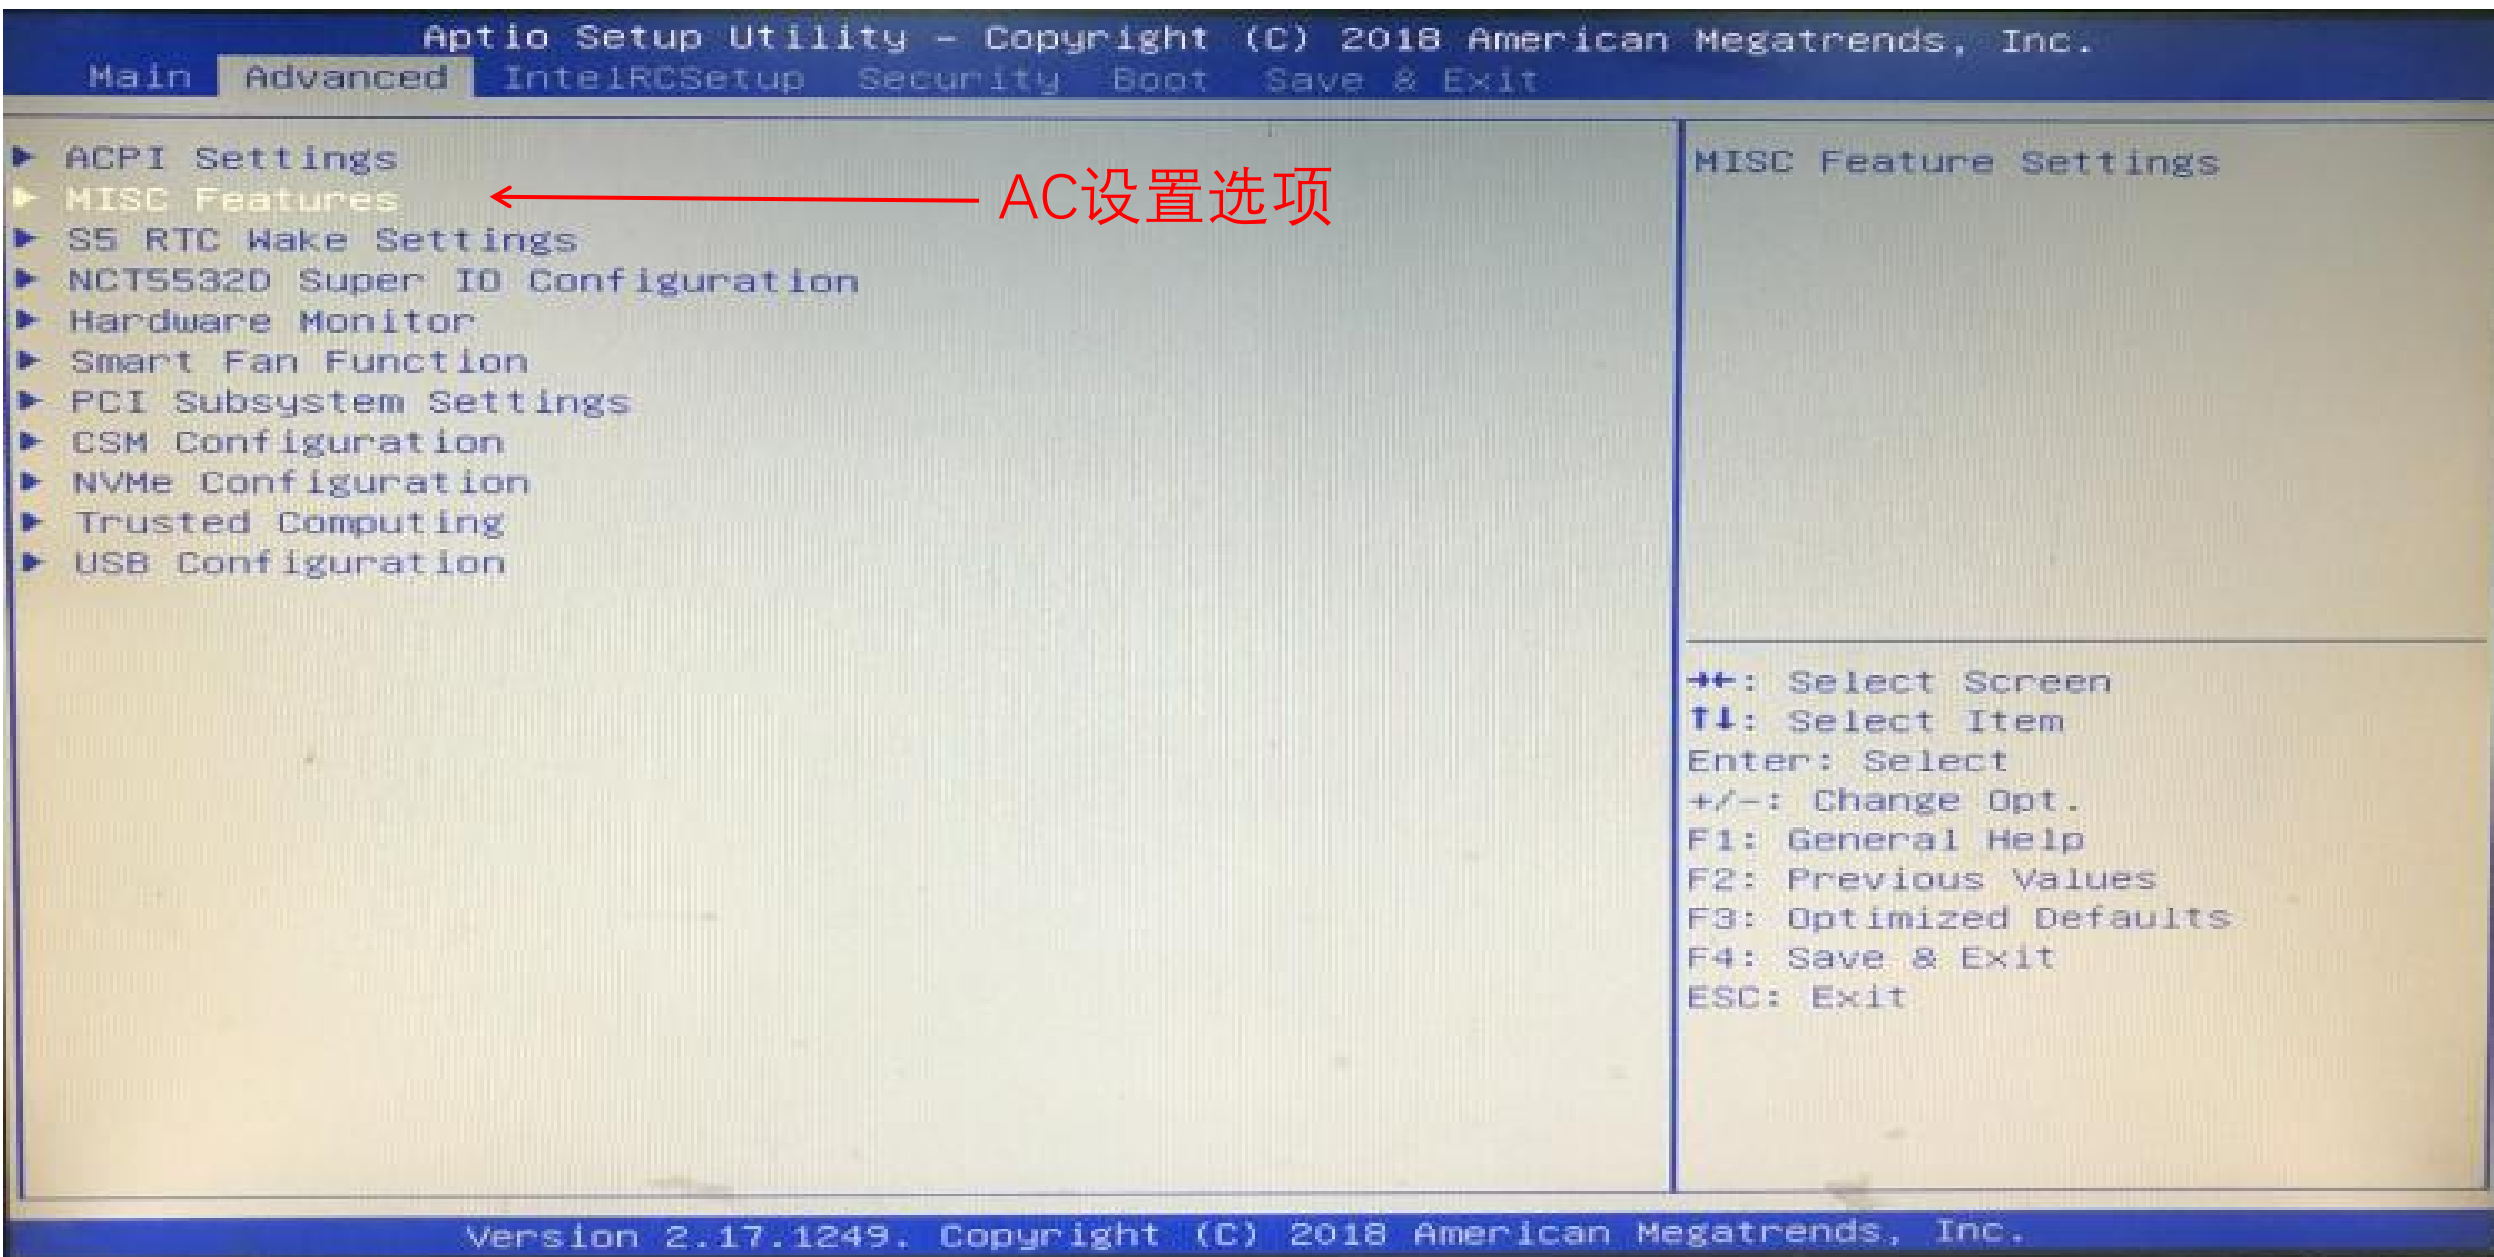 Aptio Setup Utility – Copyright (C) 2018 American Megatrends, Inc.
Main Advanced IntelRCSetup Security Boot Save & Exit
► ACPI Settings
► MISC Features
► S5 RTC Wake Settings
► NCT5532D Super IO Configuration
► Hardware Monitor
► Smart Fan Function
► PCI Subsystem Settings
► CSM Configuration
► NVMe Configuration
► Trusted Computing
► USB Configuration
AC设置选项
MISC Feature Settings
→←: Select Screen
↑↓: Select Item
Enter: Select
+/-: Change Opt.
F1: General Help
F2: Previous Values
F3: Optimized Defaults
F4: Save & Exit
ESC: Exit
Version 2.17.1249. Copyright (C) 2018 American Megatrends, Inc.